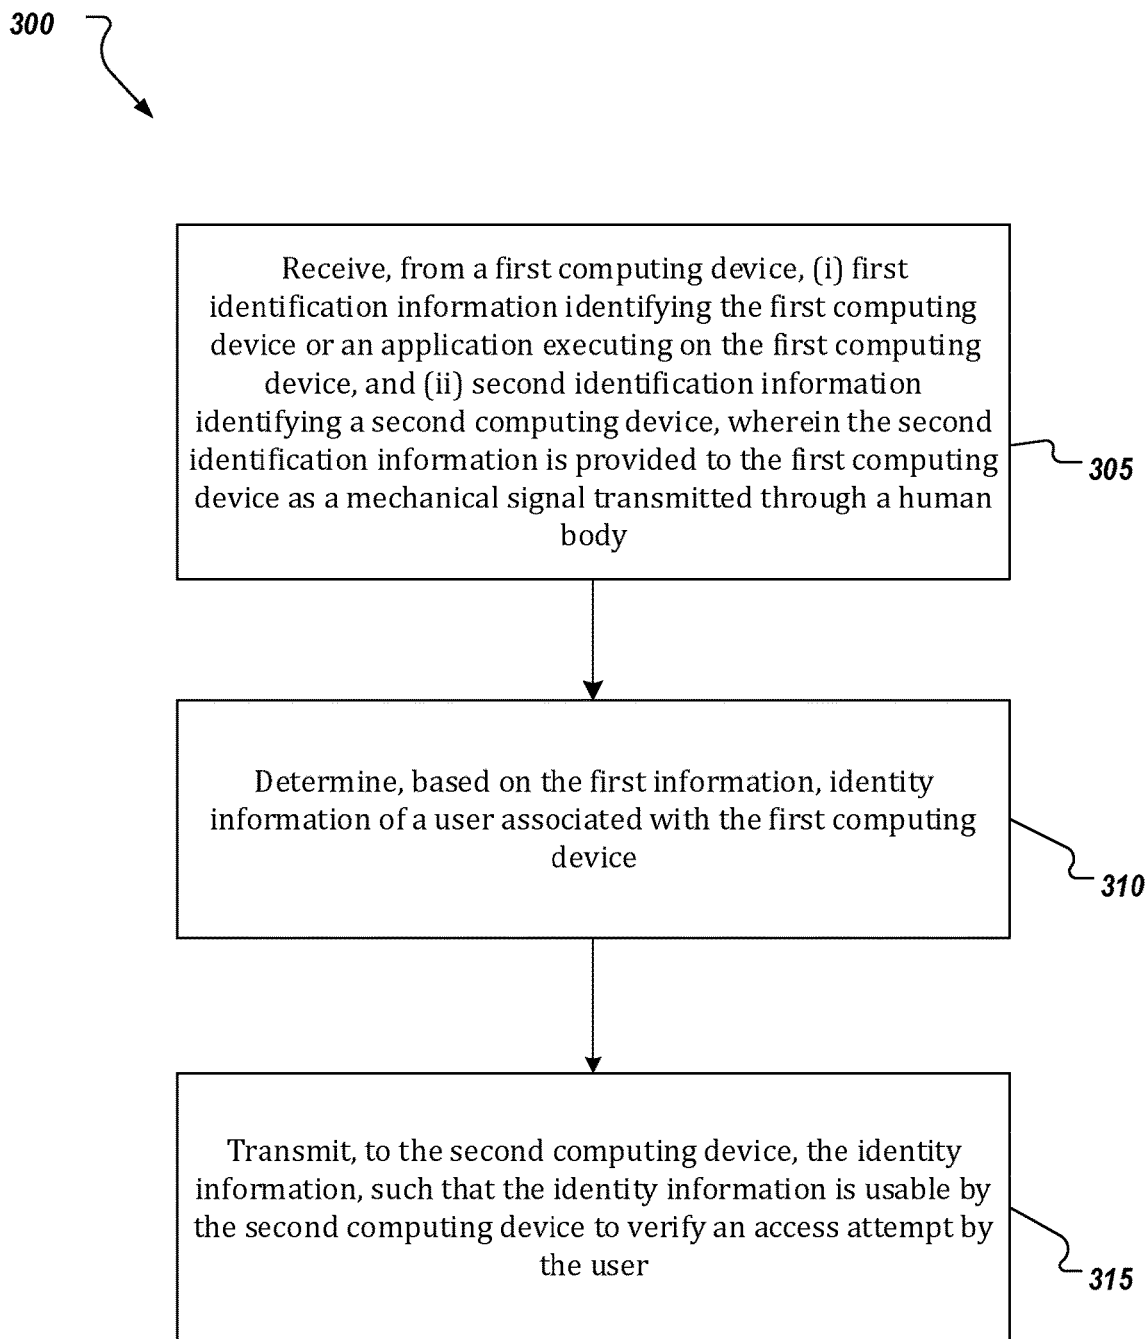 300
Receive, from a first computing device, (i) first
identification information identifying the first computing
device or an application executing on the first computing
device, and (ii) second identification information
identifying a second computing device, wherein the second
identification information is provided to the first computing
device as a mechanical signal transmitted through a human
body
305
Determine, based on the first information, identity
information of a user associated with the first computing
device
310
Transmit, to the second computing device, the identity
information, such that the identity information is usable by
the second computing device to verify an access attempt by
the user
315